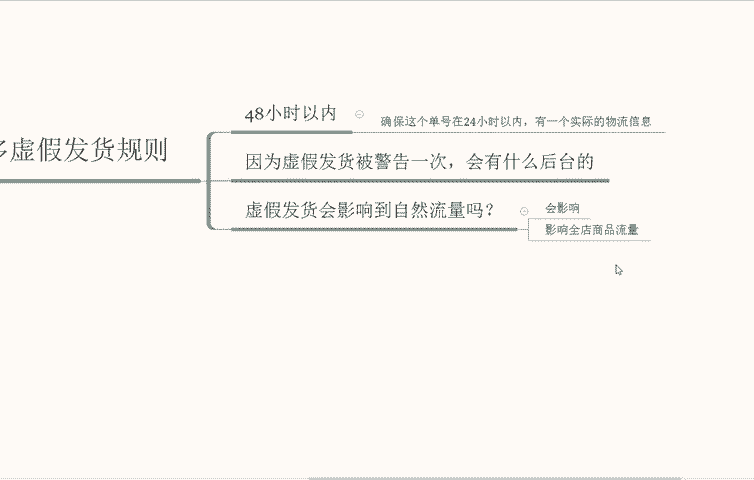 48小时以内
确保这个单号在24小时以内，有一个实际的物流信息
虚假发货规则
因为虚假发货被警告一次，会有什么后台的
虚假发货会影响到自然流量吗？
会影响
影响全店商品流量